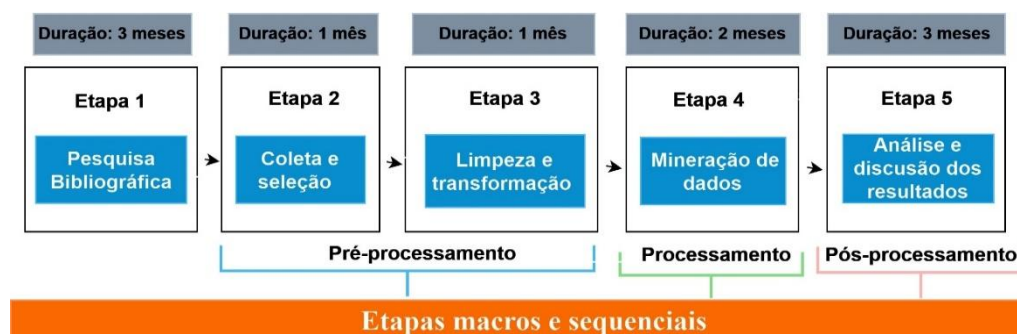 Duração: 3 meses
Duração: 1 mês
Duração: 1 mês
Duração: 2 meses
Duração: 3 meses
Etapa 1
Etapa 2
Etapa 3
Etapa 4
Etapa 5
Pesquisa
Bibliográfica
Coleta e
seleção
Limpeza e
transformação
Mineração de
dados
Análise e
discusão dos
resultados
Pré-processamento
Processamento
Pós-processamento
Etapas macros e sequenciais